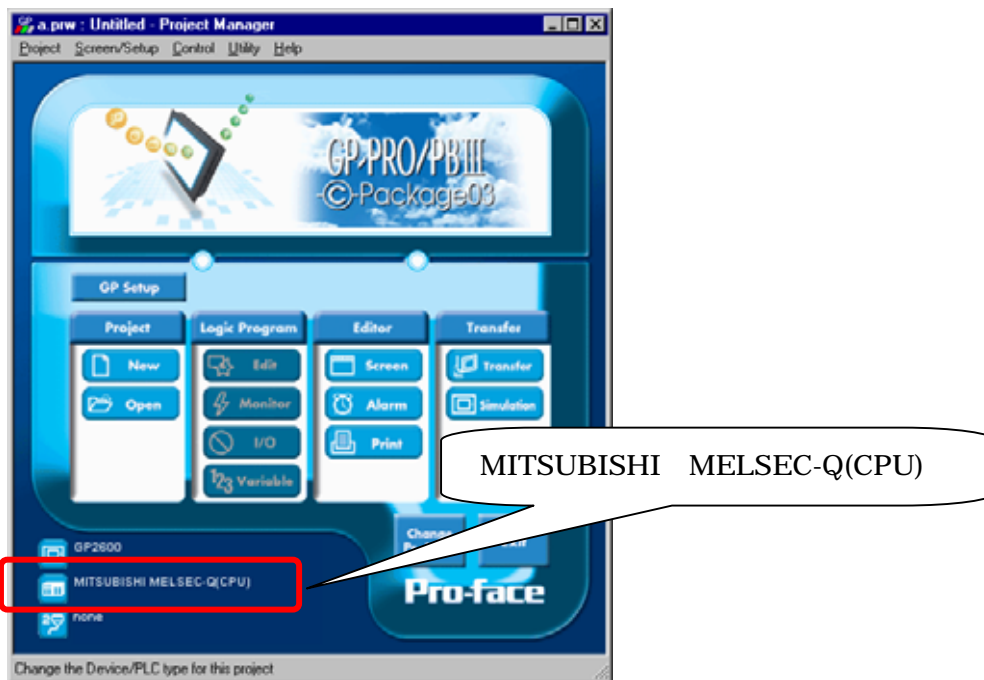 a.prw : Untitled - Project Manager
Project Screen/Setup Control Utility Help
GP-PRO/PBIII
-©-Package03
GP Setup
Project Logic Program Editor Transfer
New Edit Screen Transfer
Open Monitor Alarm Simulation
I/O Print
Variable
MITSUBISHI MELSEC-Q(CPU)
GP2600
MITSUBISHI MELSEC-Q(CPU)
none
Pro-face
Change the Device/PLC type for this project